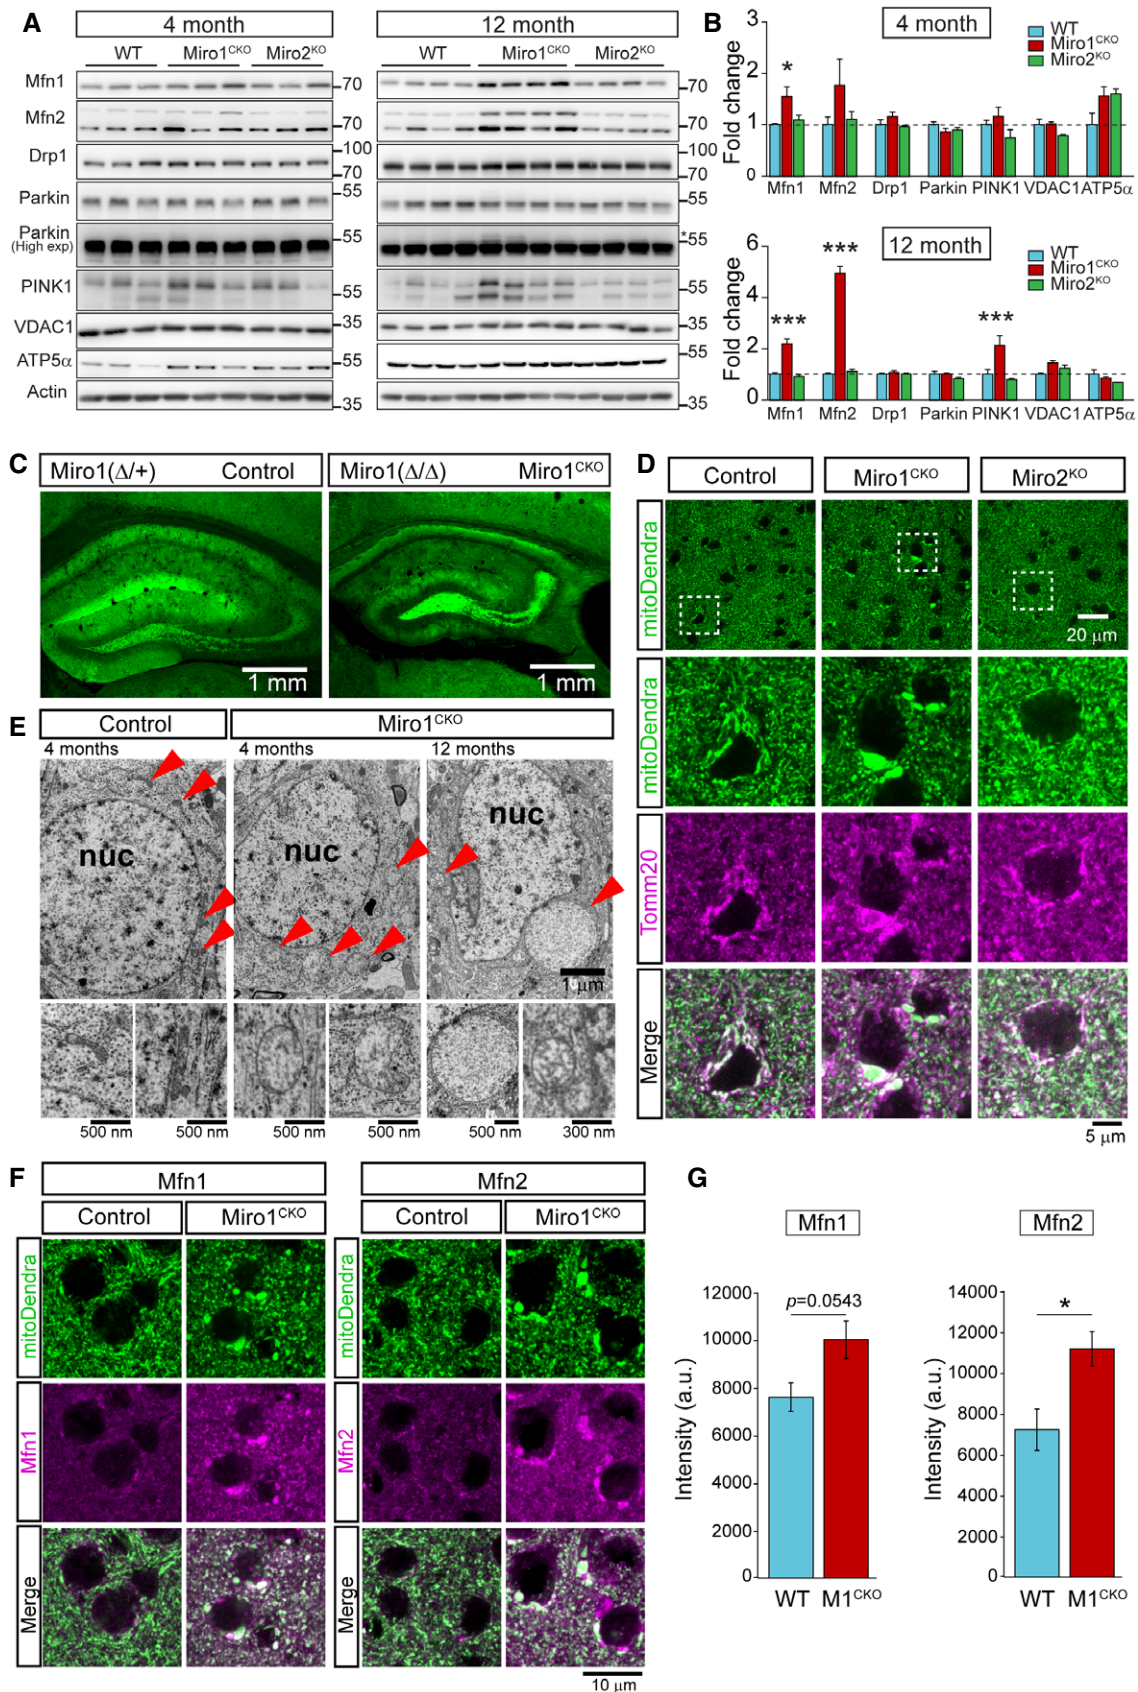 A
4 month
12 month
WT Miro1CKO Miro2KO
WT Miro1CKO Miro2KO
Mfn1
70
70
Mfn2
70
70
Drp1
100
70
100
70
Parkin
55
55
Parkin
(High exp)
55
*
55
PINK1
55
55
VDAC1
35
35
ATP5α
55
55
Actin
35
35
B
4 month
WT
Miro1CKO
Miro2KO
Fold change
3
2
1
0
*
Mfn1 Mfn2 Drp1 Parkin PINK1 VDAC1 ATP5α
12 month
WT
Miro1CKO
Miro2KO
Fold change
6
4
2
0
*** *** ***
Mfn1 Mfn2 Drp1 Parkin PINK1 VDAC1 ATP5α
C
Miro1(Δ/+) Control
Miro1(Δ/Δ) Miro1CKO
1 mm
1 mm
D
Control Miro1CKO Miro2KO
mitoDendra
20 μm
mitoDendra
Tomm20
Merge
5 μm
E
Control
Miro1CKO
4 months 4 months 12 months
nuc nuc nuc
1 μm
500 nm 500 nm 500 nm 500 nm 500 nm 300 nm
F
Mfn1
Mfn2
Control Miro1CKO
Control Miro1CKO
mitoDendra
mitoDendra
Mfn1
Mfn2
Merge
Merge
10 μm
G
Mfn1
Intensity (a.u.)
12000
10000
8000
6000
4000
2000
0
p=0.0543
WT M1CKO
Mfn2
Intensity (a.u.)
14000
12000
10000
8000
6000
4000
2000
0
*
WT M1CKO